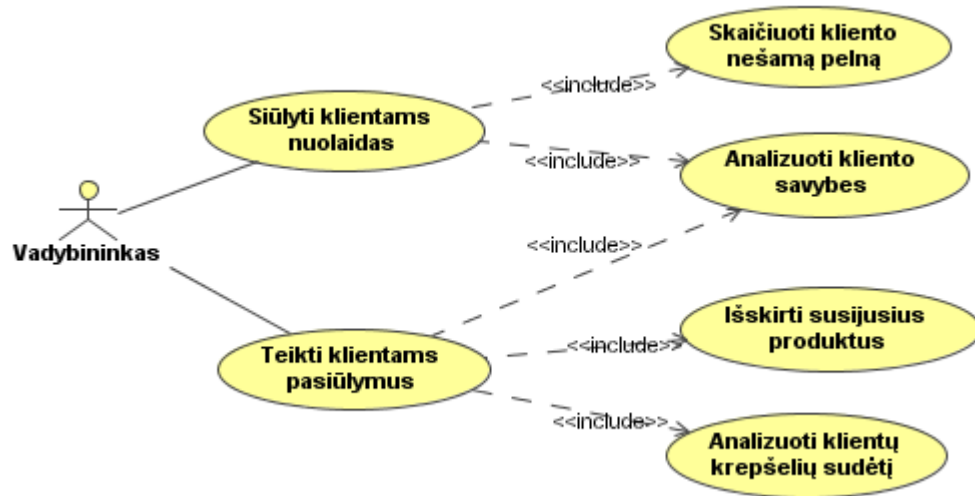 Skaičiuoti kliento
nešamą pelną
<<include>>
Siūlyti klientams
nuolaidas
<<include>>
Analizuoti kliento
savybes
Vadybininkas
<<include>>
Išskirti susijusius
produktus
<<include>>
Teikti klientams
pasiūlymus
<<include>>
Analizuoti klientų
krepšelių sudėtį